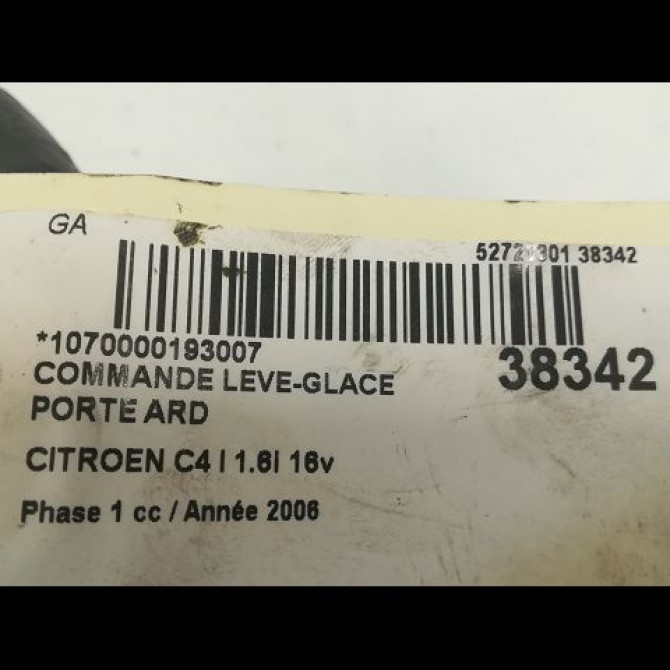 GA
38342
*1070000193007
38342
COMMANDE LEVE-GLACE
PORTE ARD
CITROEN C4 I 1.6i 16v
Phase 1 cc / Année 2006